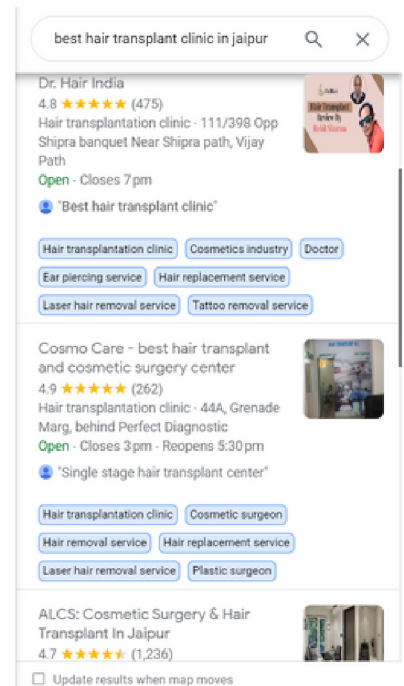 best hair transplant clinic in jaipur
Dr. Hair India
4.8 ★★★★★ (475)
Hair transplantation clinic · 111/398 Opp
Shipra banquet Near Shipra path, Vijay
Path
Open · Closes 7 pm
"Best hair transplant clinic"
Hair transplantation clinic Cosmetics industry Doctor
Ear piercing service Hair replacement service
Laser hair removal service Tattoo removal service
Hair Transplant
Review By
Cosmo Care - best hair transplant
and cosmetic surgery center
4.9 ★★★★★ (262)
Hair transplantation clinic · 44A, Grenade
Marg, behind Perfect Diagnostic
Open · Closes 3 pm · Reopens 5:30 pm
"Single stage hair transplant center"
Hair transplantation clinic Cosmetic surgeon
Hair removal service Hair replacement service
Laser hair removal service Plastic surgeon
ALCS: Cosmetic Surgery & Hair
Transplant In Jaipur
4.7 ★★★★★ (1,236)
Update results when map moves